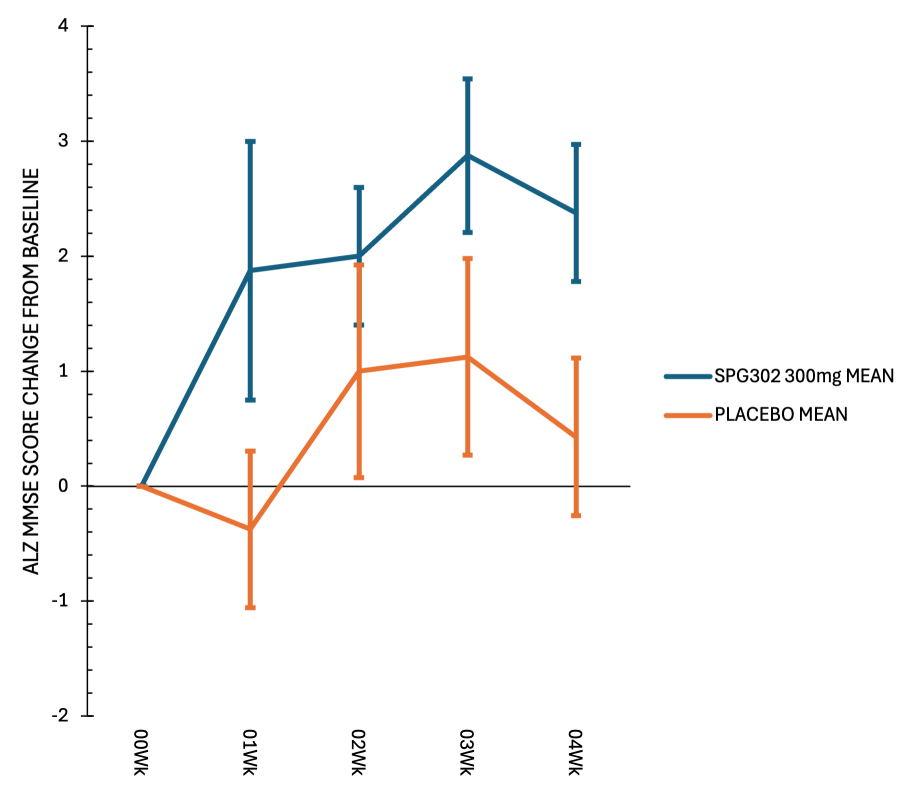 4
3
2
1
0
-1
-2
ALZ MMSE SCORE CHANGE FROM BASELINE
00Wk
01Wk
02Wk
03Wk
04Wk
SPG302 300mg MEAN
PLACEBO MEAN